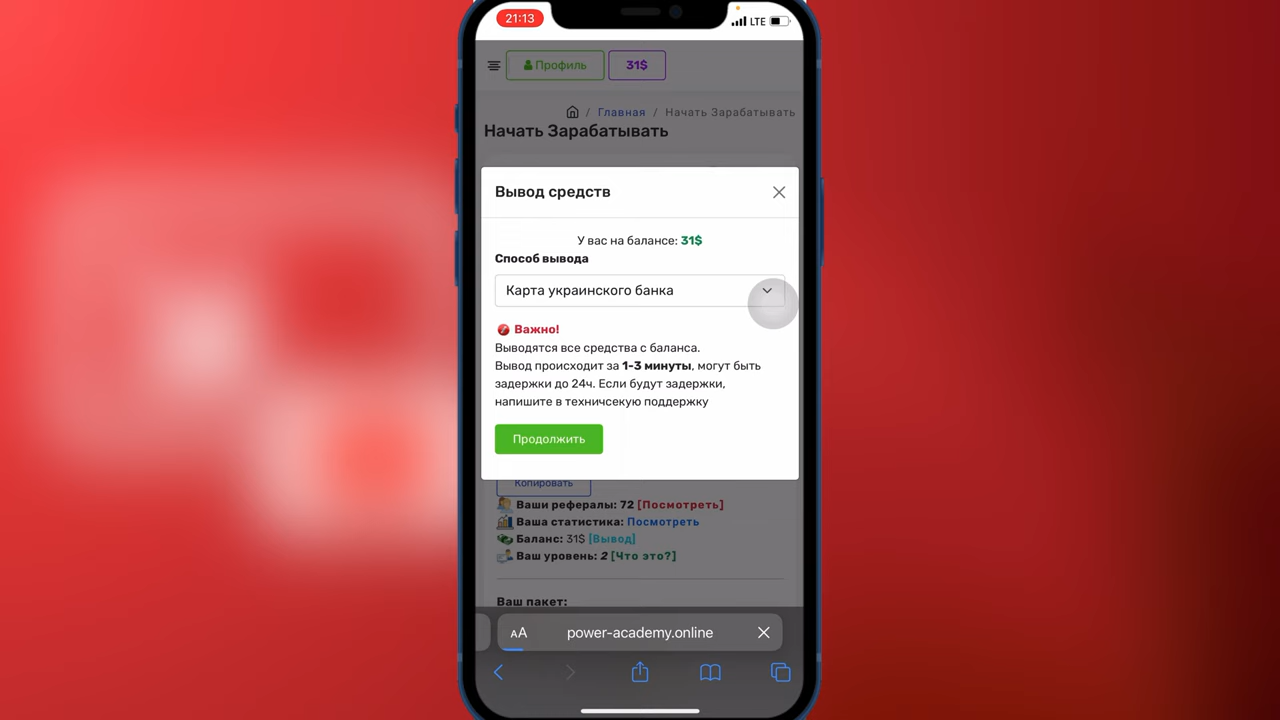 21:13
LTE
Профиль
31$
/ Главная / Начать Зарабатывать
Начать Зарабатывать
Вывод средств
У вас на балансе: 31$
Способ вывода
Карта украинского банка
Важно!
Выводятся все средства с баланса.
Вывод происходит за 1-3 минуты, могут быть
задержки до 24ч. Если будут задержки,
напишите в техничсекую поддержку
Продолжить
Копировать
Ваши рефералы: 72 [Посмотреть]
Ваша статистика: Посмотреть
Баланс: 31$ [Вывод]
Ваш уровень: 2 [Что это?]
Ваш пакет:
AA
power-academy.online